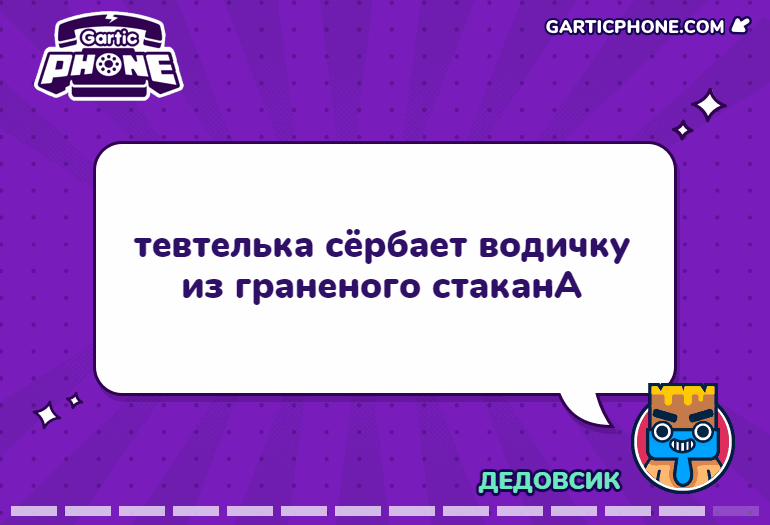 Gartic
PHONE
GARTICPHONE.COM
тевтелька сёрбает водичку
из граненого стаканА
ДЕДОВСИК